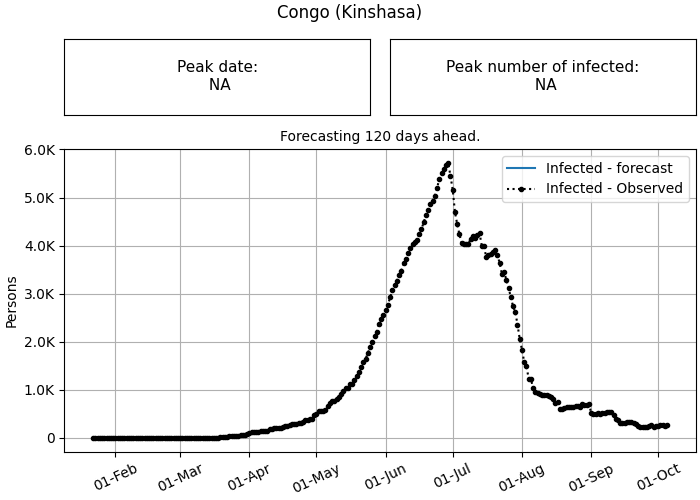 Congo (Kinshasa)
Peak date:
NA
Peak number of infected:
NA
Forecasting 120 days ahead.
Infected - forecast
Infected - Observed
Persons
6.0K
5.0K
4.0K
3.0K
2.0K
1.0K
0
01-Feb
01-Mar
01-Apr
01-May
01-Jun
01-Jul
01-Aug
01-Sep
01-Oct